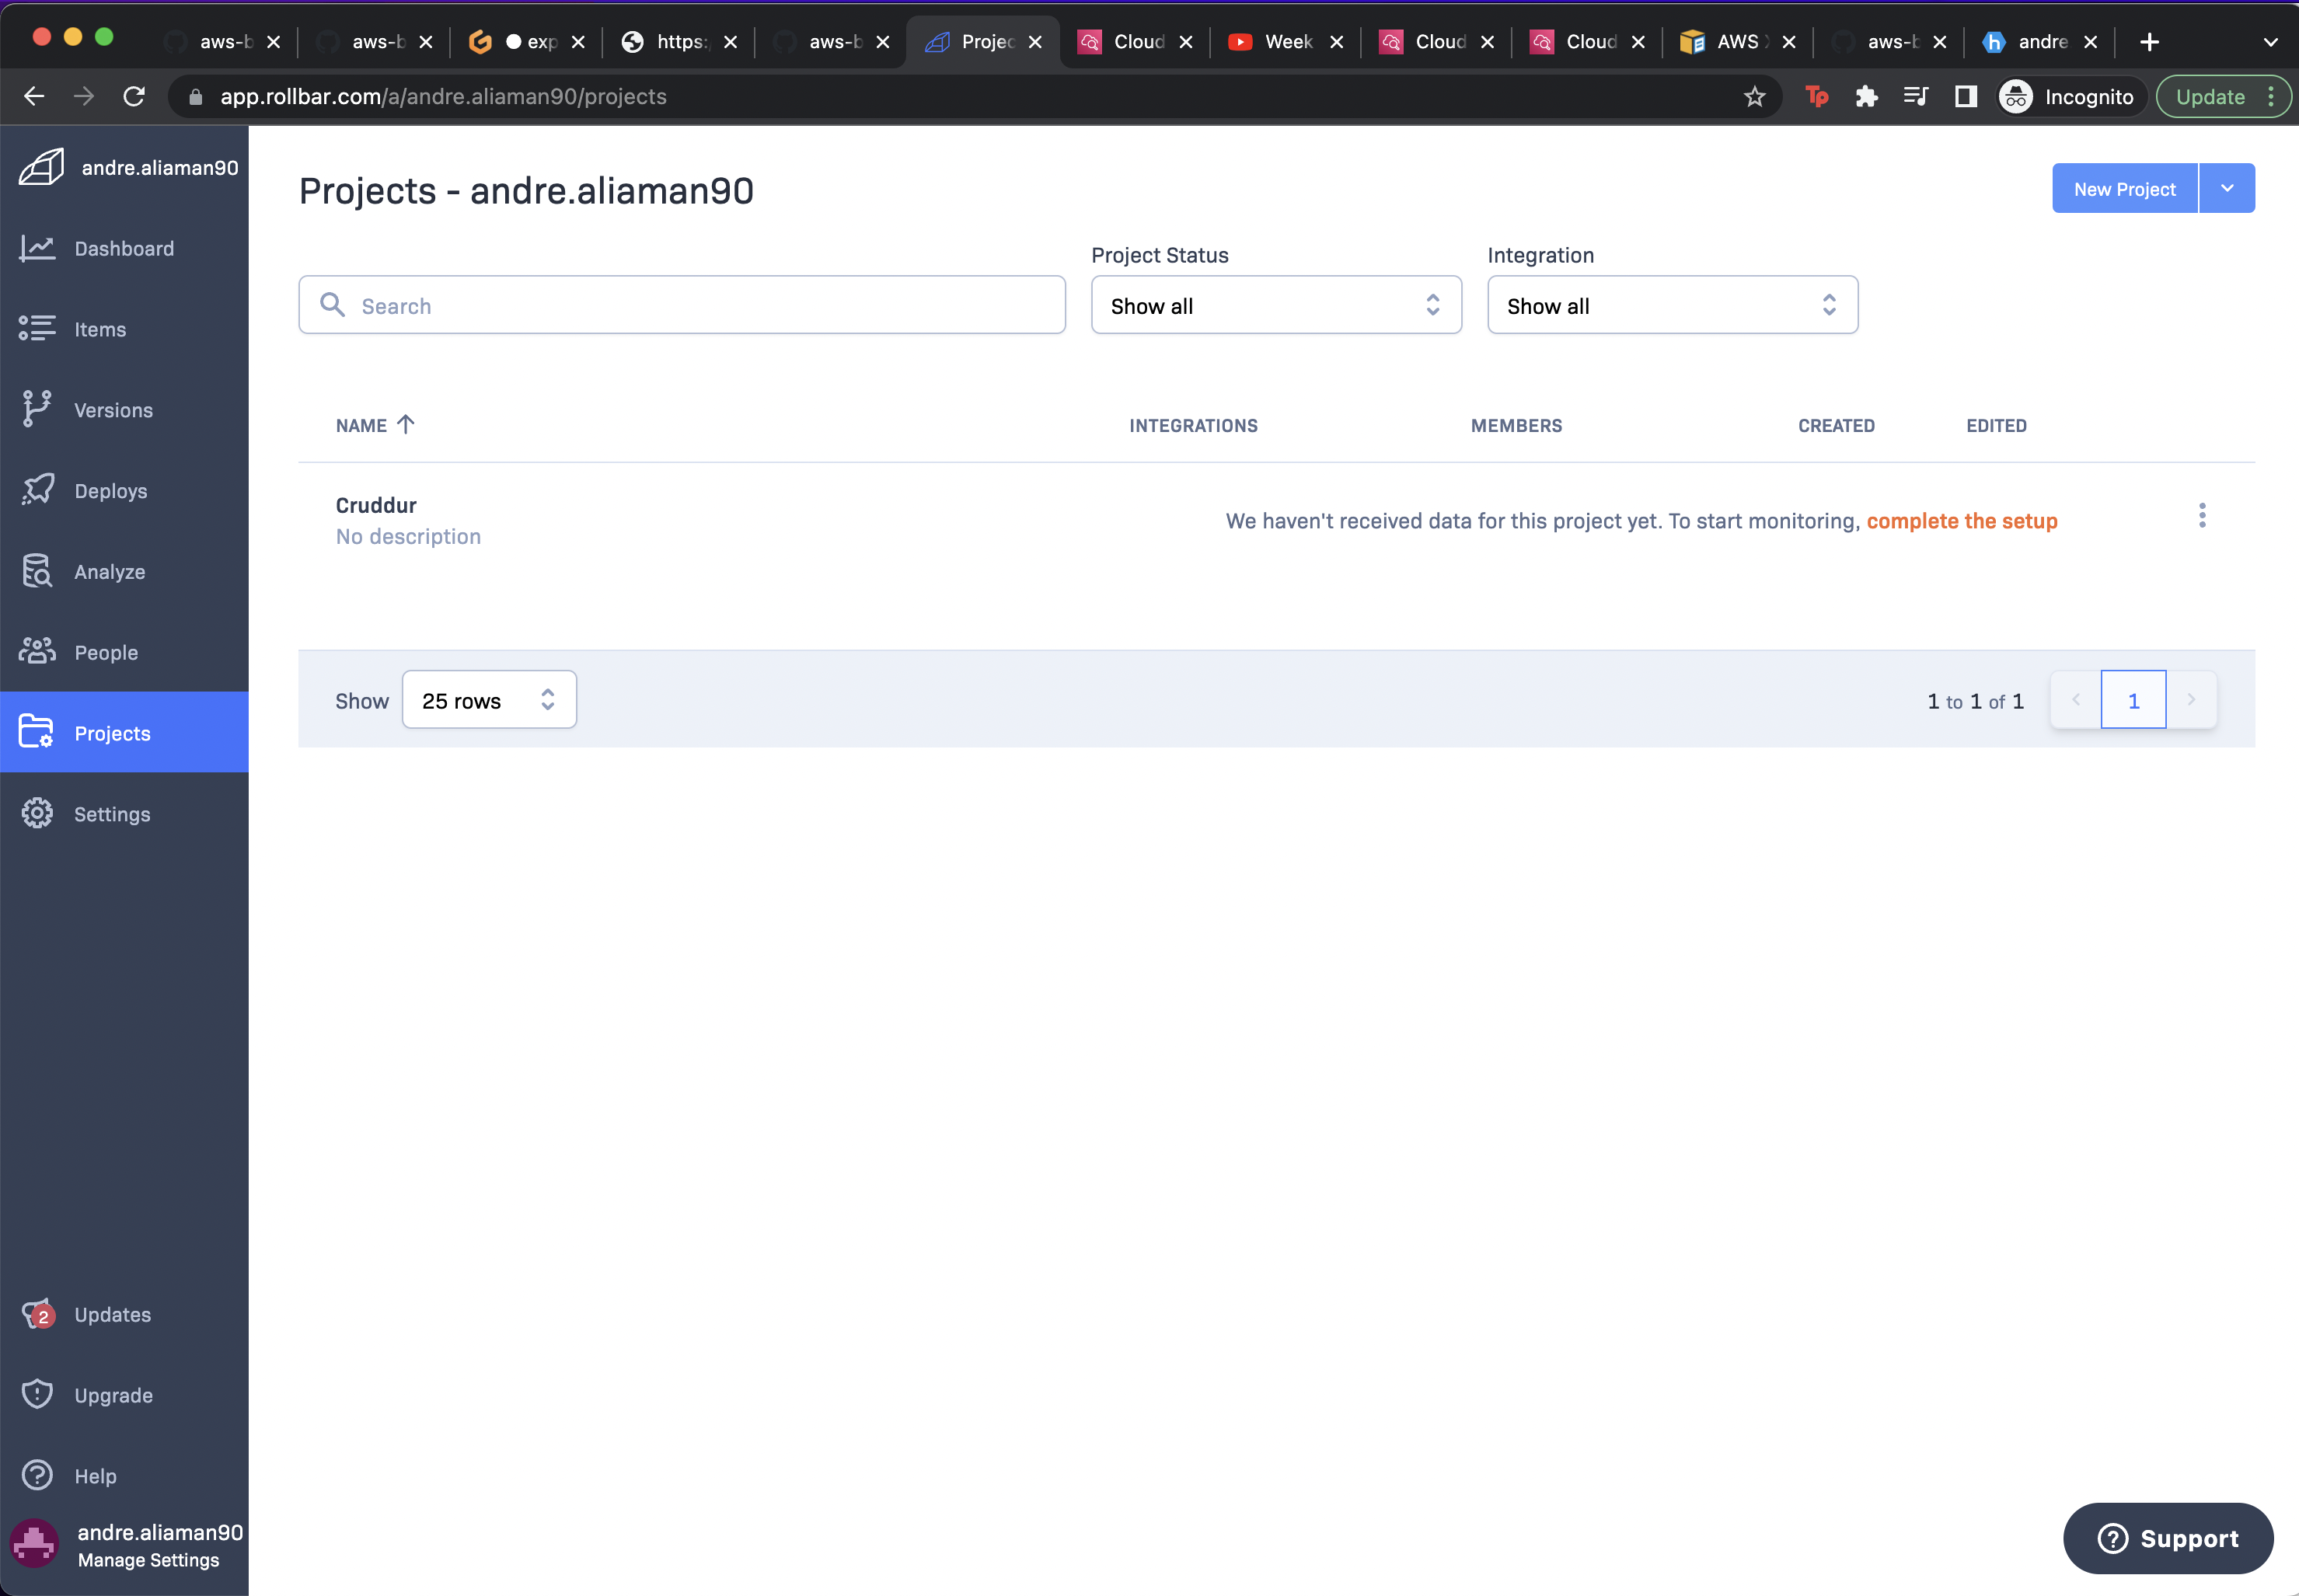 aws-b
aws-b
exp
https:
aws-b
Projec
Cloud
Week
Cloud
Cloud
AWS
aws-b
andre
app.rollbar.com/a/andre.aliaman90/projects
Tp
Incognito
Update
andre.aliaman90
Dashboard
Items
Versions
Deploys
Analyze
People
Projects
Settings
2
Updates
Upgrade
Help
andre.aliaman90
Manage Settings
Projects - andre.aliaman90
New Project
Project Status
Integration
Search
Show all
Show all
NAME
INTEGRATIONS
MEMBERS
CREATED
EDITED
Cruddur
No description
We haven't received data for this project yet. To start monitoring, complete the setup
Show
25 rows
1 to 1 of 1
1
Support